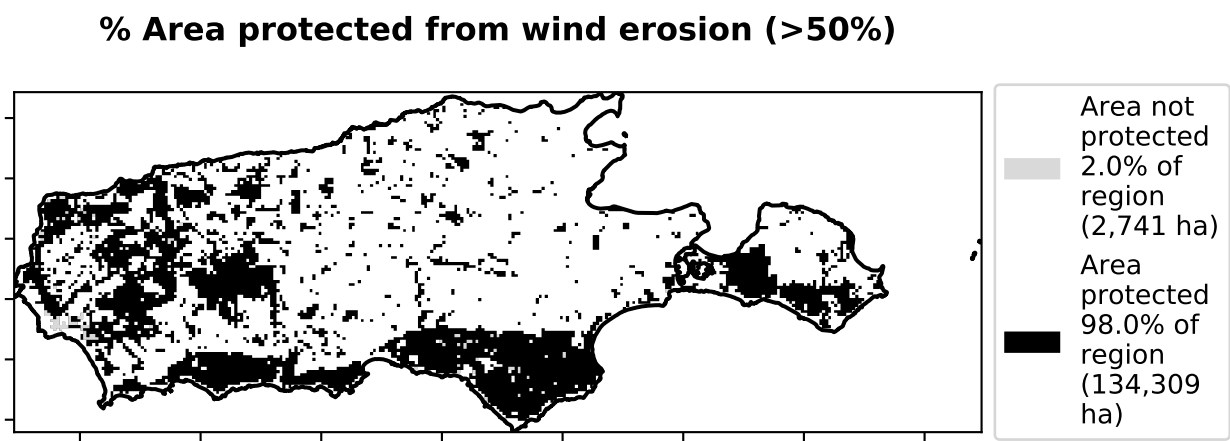 % Area protected from wind erosion (>50%)
Area not
protected
2.0% of
region
(2,741 ha)
Area
protected
98.0% of
region
(134,309
ha)